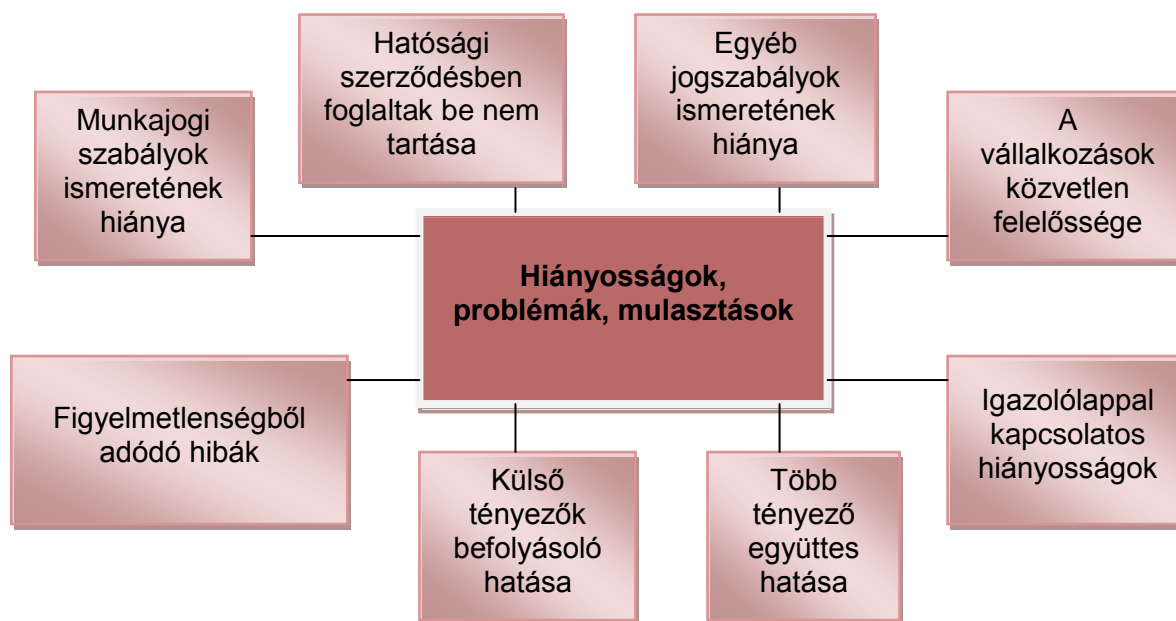 Hatósági
szerződésben
foglaltak be nem
tartása
Egyéb
jogszabályok
ismeretének
hiánya
Munkajogi
szabályok
ismeretének
hiánya
A
vállalkozások
közvetlen
felelőssége
Hiányosságok,
problémák, mulasztások
Figyelmetlenségből
adódó hibák
Igazolólappal
kapcsolatos
hiányosságok
Külső
tényezők
befolyásoló
hatása
Több
tényező
együttes
hatása